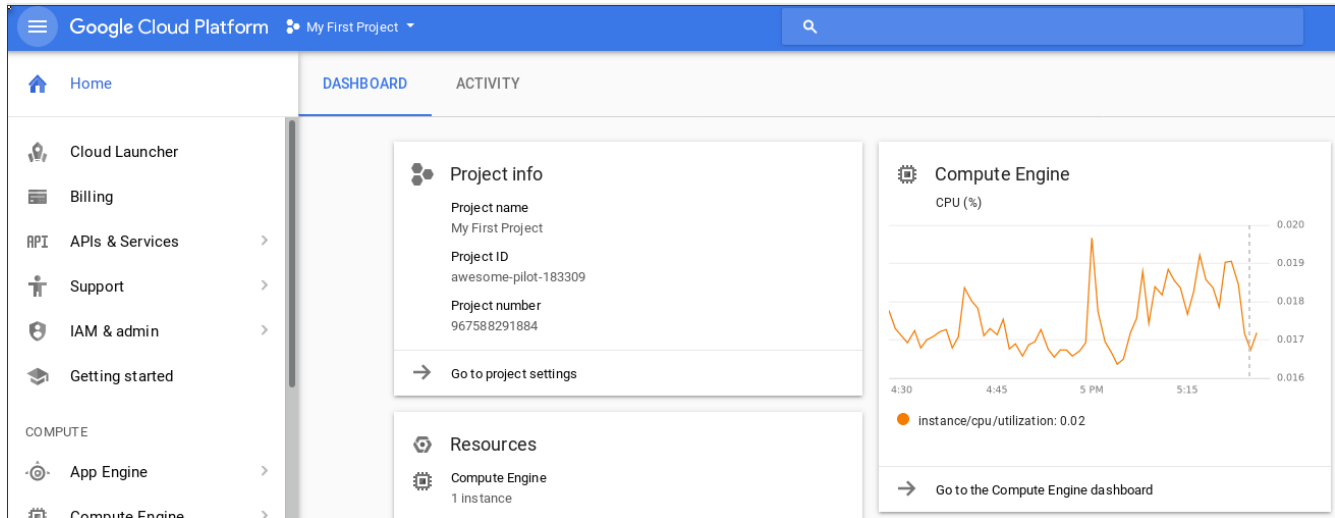 Google Cloud Platform
My First Project
Home
Cloud Launcher
Billing
API
APIs & Services
Support
IAM & admin
Getting started
COMPUTE
App Engine
Compute Engine
DASHBOARD
ACTIVITY
Project info
Project name
My First Project
Project ID
awesome-pilot-183309
Project number
967588291884
Go to project settings
Resources
Compute Engine
1 instance
Compute Engine
CPU (%)
0.020
0.019
0.018
0.017
0.016
4:30 4:45 5 PM 5:15
instance/cpu/utilization: 0.02
Go to the Compute Engine dashboard